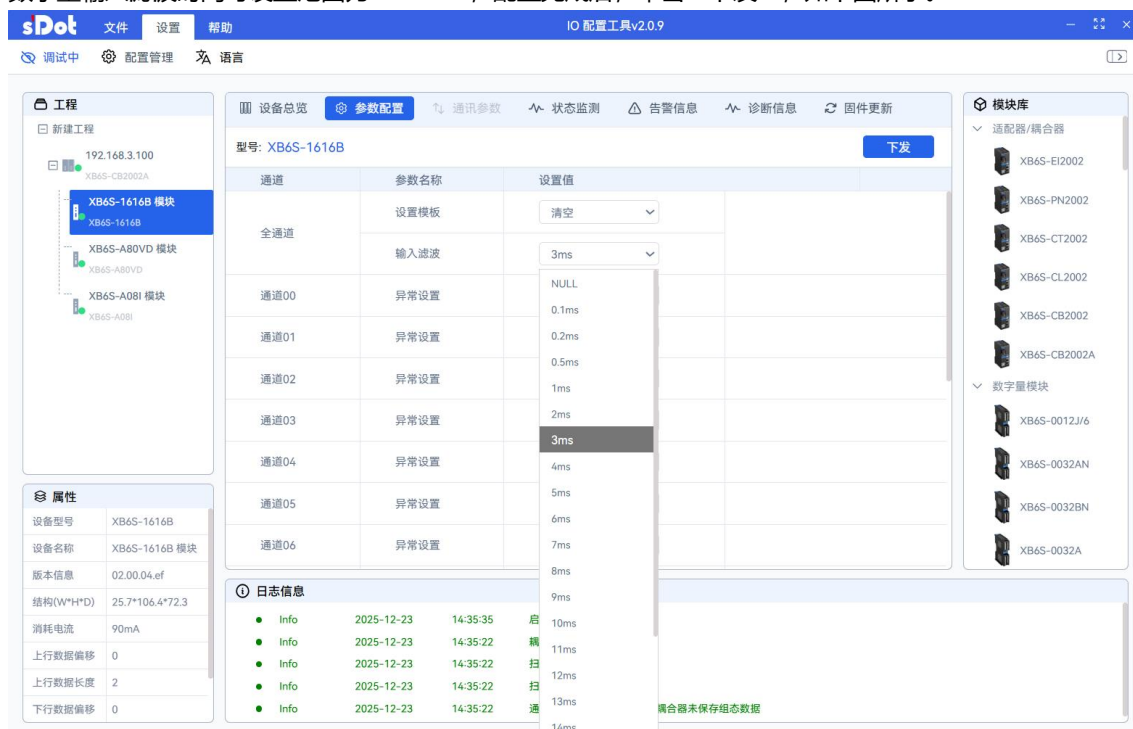 sDot 文件 设置 帮助 IO 配置工具v2.0.9
调试中 配置管理 语言
工程
新建工程
192.168.3.100
XB6S-CB2002A
XB6S-1616B 模块
XB6S-1616B
XB6S-A80VD 模块
XB6S-A80VD
XB6S-A08I 模块
XB6S-A08I
属性
设备型号 XB6S-1616B
设备名称 XB6S-1616B 模块
版本信息 02.00.04.ef
结构(W*H*D) 25.7*106.4*72.3
消耗电流 90mA
上行数据偏移 0
上行数据长度 2
下行数据偏移 0
设备总览 参数配置 通讯参数 状态监测 告警信息 诊断信息 固件更新
型号: XB6S-1616B 下发
通道 参数名称 设置值
全通道
设置模板 清空
输入滤波 3ms
通道00 异常设置
通道01 异常设置
通道02 异常设置
通道03 异常设置
通道04 异常设置
通道05 异常设置
通道06 异常设置
NULL
0.1ms
0.2ms
0.5ms
1ms
2ms
3ms
4ms
5ms
6ms
7ms
8ms
9ms
10ms
11ms
12ms
13ms
14ms
日志信息
Info 2025-12-23 14:35:35 启
Info 2025-12-23 14:35:22 耦
Info 2025-12-23 14:35:22 扫
Info 2025-12-23 14:35:22 扫
Info 2025-12-23 14:35:22 通 耦合器未保存组态数据
模块库
适配器/耦合器
XB6S-EI2002
XB6S-PN2002
XB6S-CT2002
XB6S-CL2002
XB6S-CB2002
XB6S-CB2002A
数字量模块
XB6S-0012J/6
XB6S-0032AN
XB6S-0032BN
XB6S-0032A